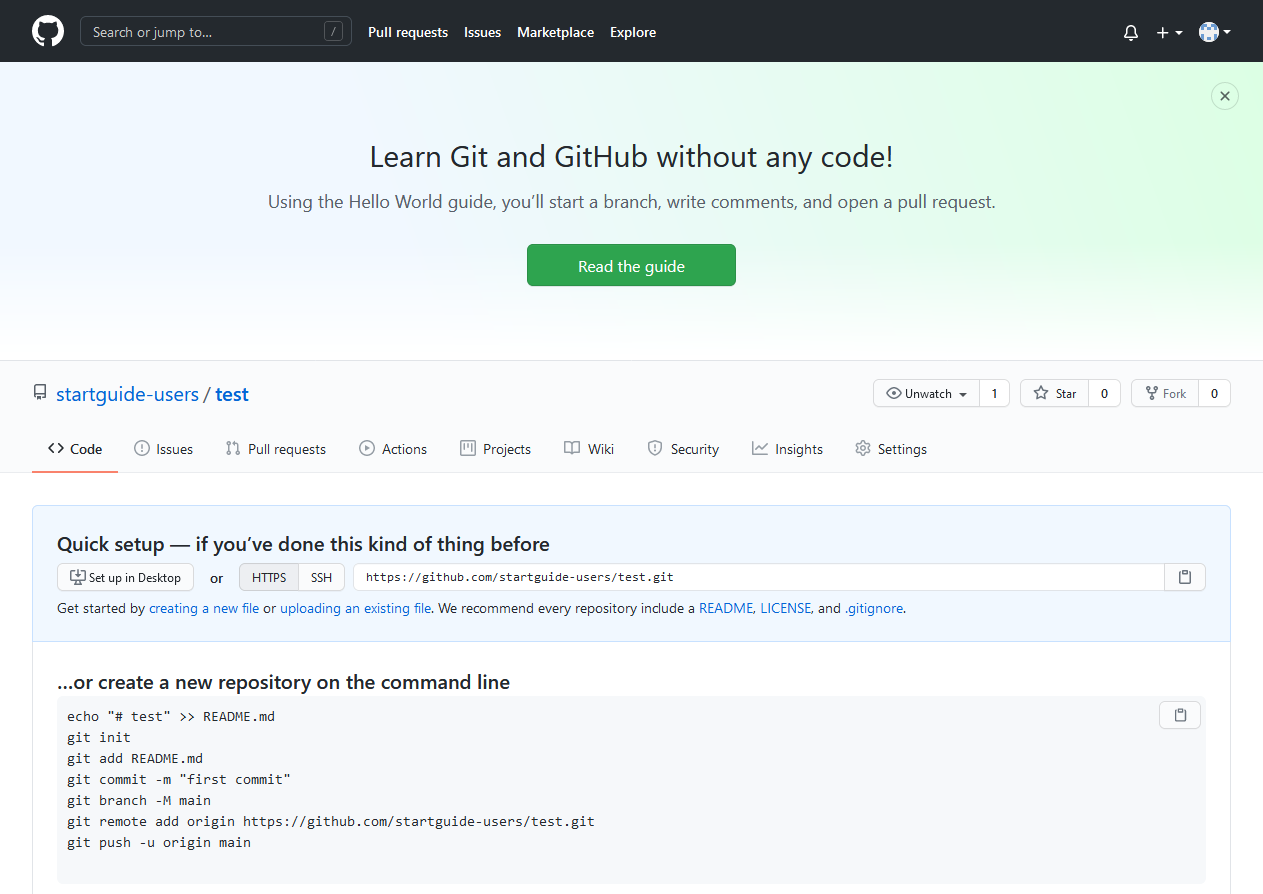 Search or jump to... /
Pull requests Issues Marketplace Explore
Learn Git and GitHub without any code!
Using the Hello World guide, you’ll start a branch, write comments, and open a pull request.
Read the guide
startguide-users / test
Unwatch 1 Star 0 Fork 0
Code Issues Pull requests Actions Projects Wiki Security Insights Settings
Quick setup — if you’ve done this kind of thing before
Set up in Desktop or HTTPS SSH https://github.com/startguide-users/test.git
Get started by creating a new file or uploading an existing file. We recommend every repository include a README, LICENSE, and .gitignore.
…or create a new repository on the command line
echo "# test" >> README.md
git init
git add README.md
git commit -m "first commit"
git branch -M main
git remote add origin https://github.com/startguide-users/test.git
git push -u origin main